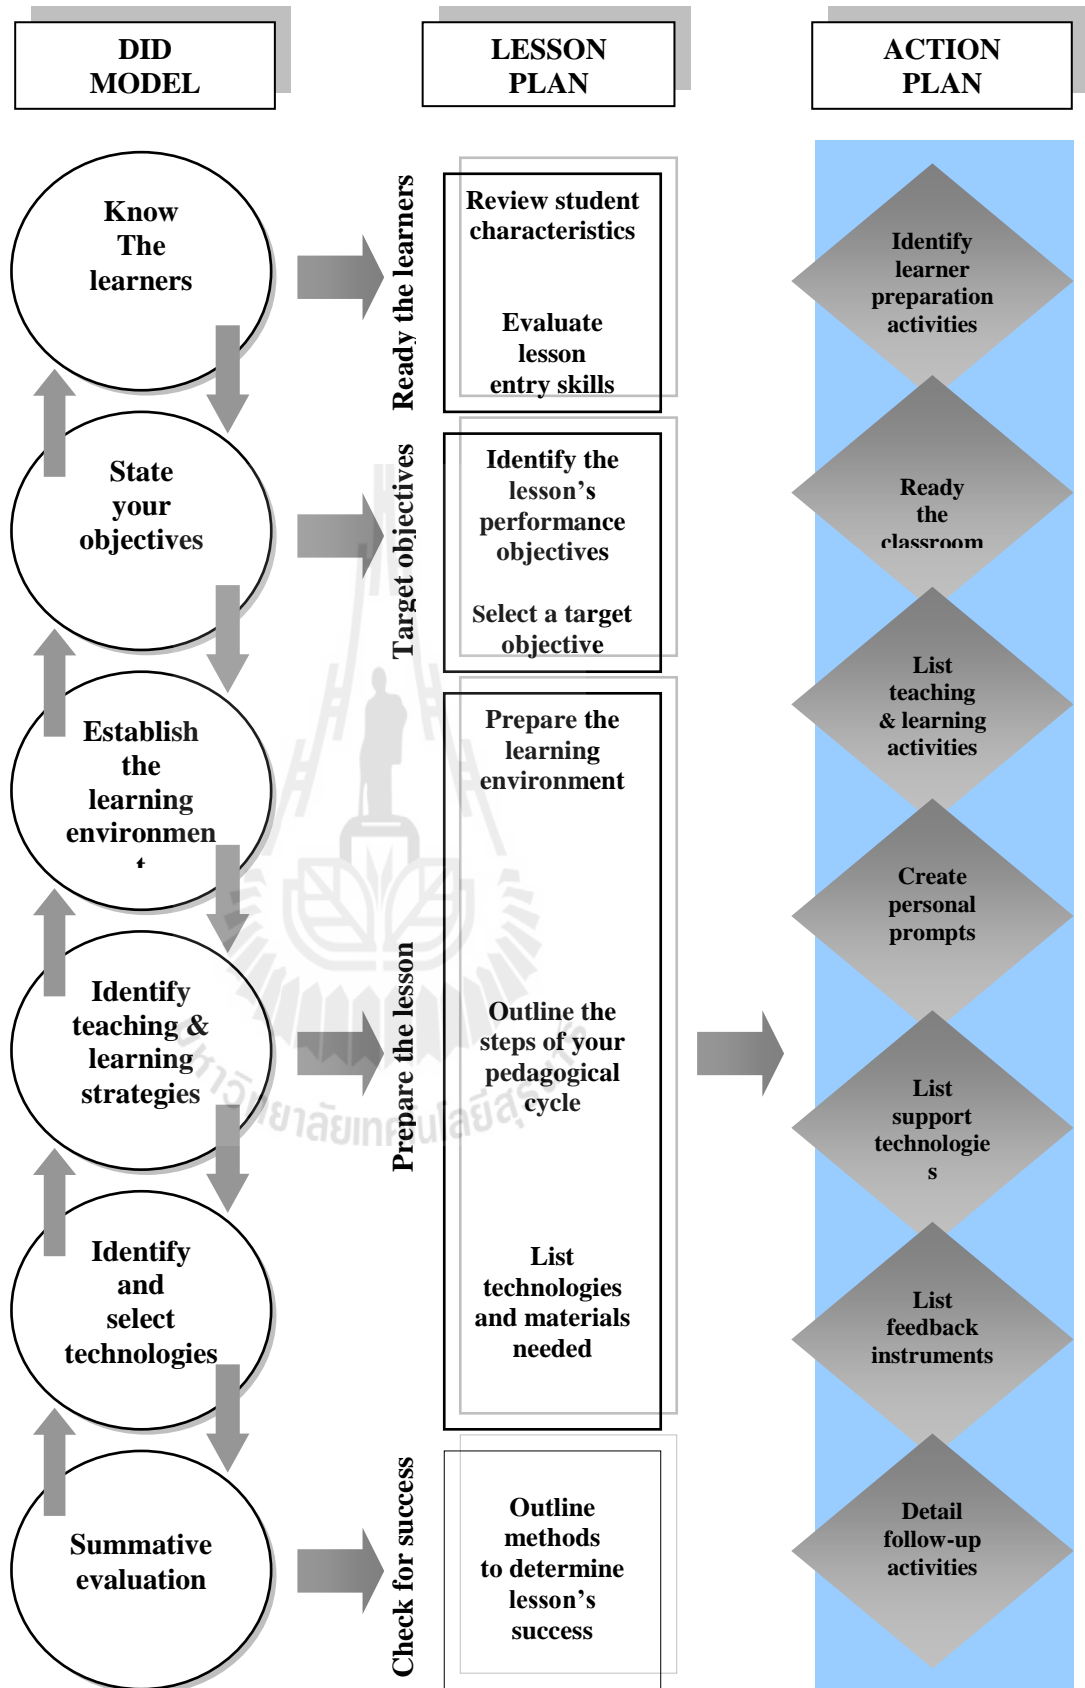 DID
MODEL
LESSON
PLAN
ACTION
PLAN
Know
The
learners
State
your
objectives
Establish
the
learning
environmen
t
Identify
teaching &
learning
strategies
Identify
and
select
technologies
Summative
evaluation
Ready the learners
Review student
characteristics
Evaluate
lesson
entry skills
Target objectives
Identify the
lesson's
performance
objectives
Select a target
objective
Prepare the lesson
Prepare the
learning
environment
Outline the
steps of your
pedagogical
cycle
List
technologies
and materials
needed
Check for success
Outline
methods
to determine
lesson's
success
Identify
learner
preparation
activities
Ready
the
classroom
List
teaching
& learning
activities
Create
personal
prompts
List
support
technologie
s
List
feedback
instruments
Detail
follow-up
activities